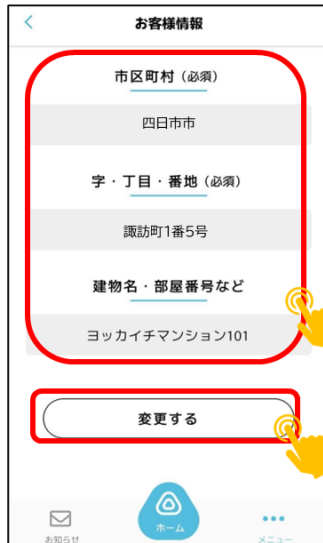 お客様情報
市区町村（必須）
四日市市
字・丁目・番地（必須）
諏訪町1番5号
建物名・部屋番号など
ヨッカイチマンション101
変更する
お知らせ
ホーム
メニュー